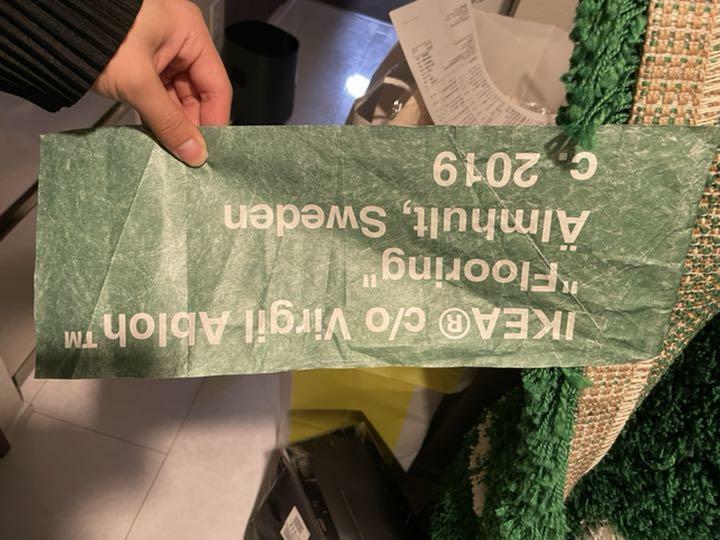 IKEA® c/o Virgil Abloh™
"Flooring"
Älmhult, Sweden
c. 2019